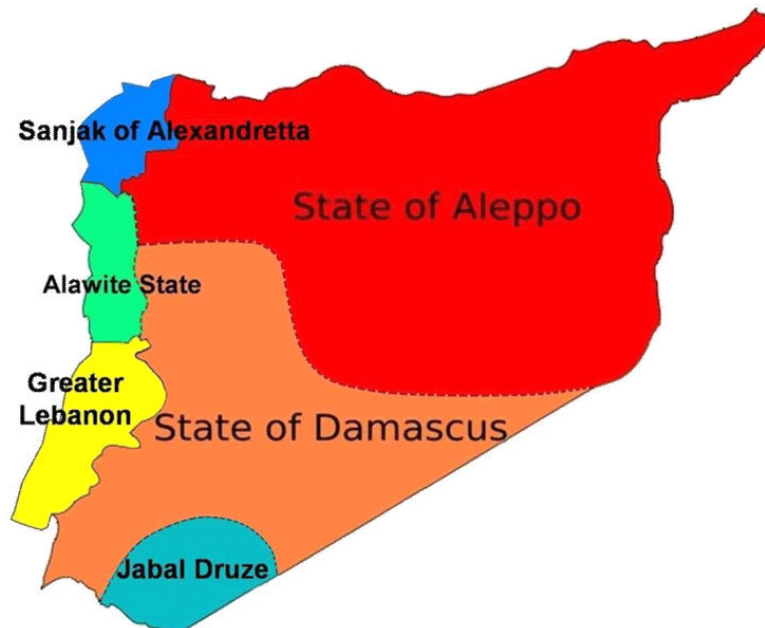 Sanjak of Alexandretta
State of Aleppo
Alawite State
Greater
Lebanon
State of Damascus
Jabal Druze